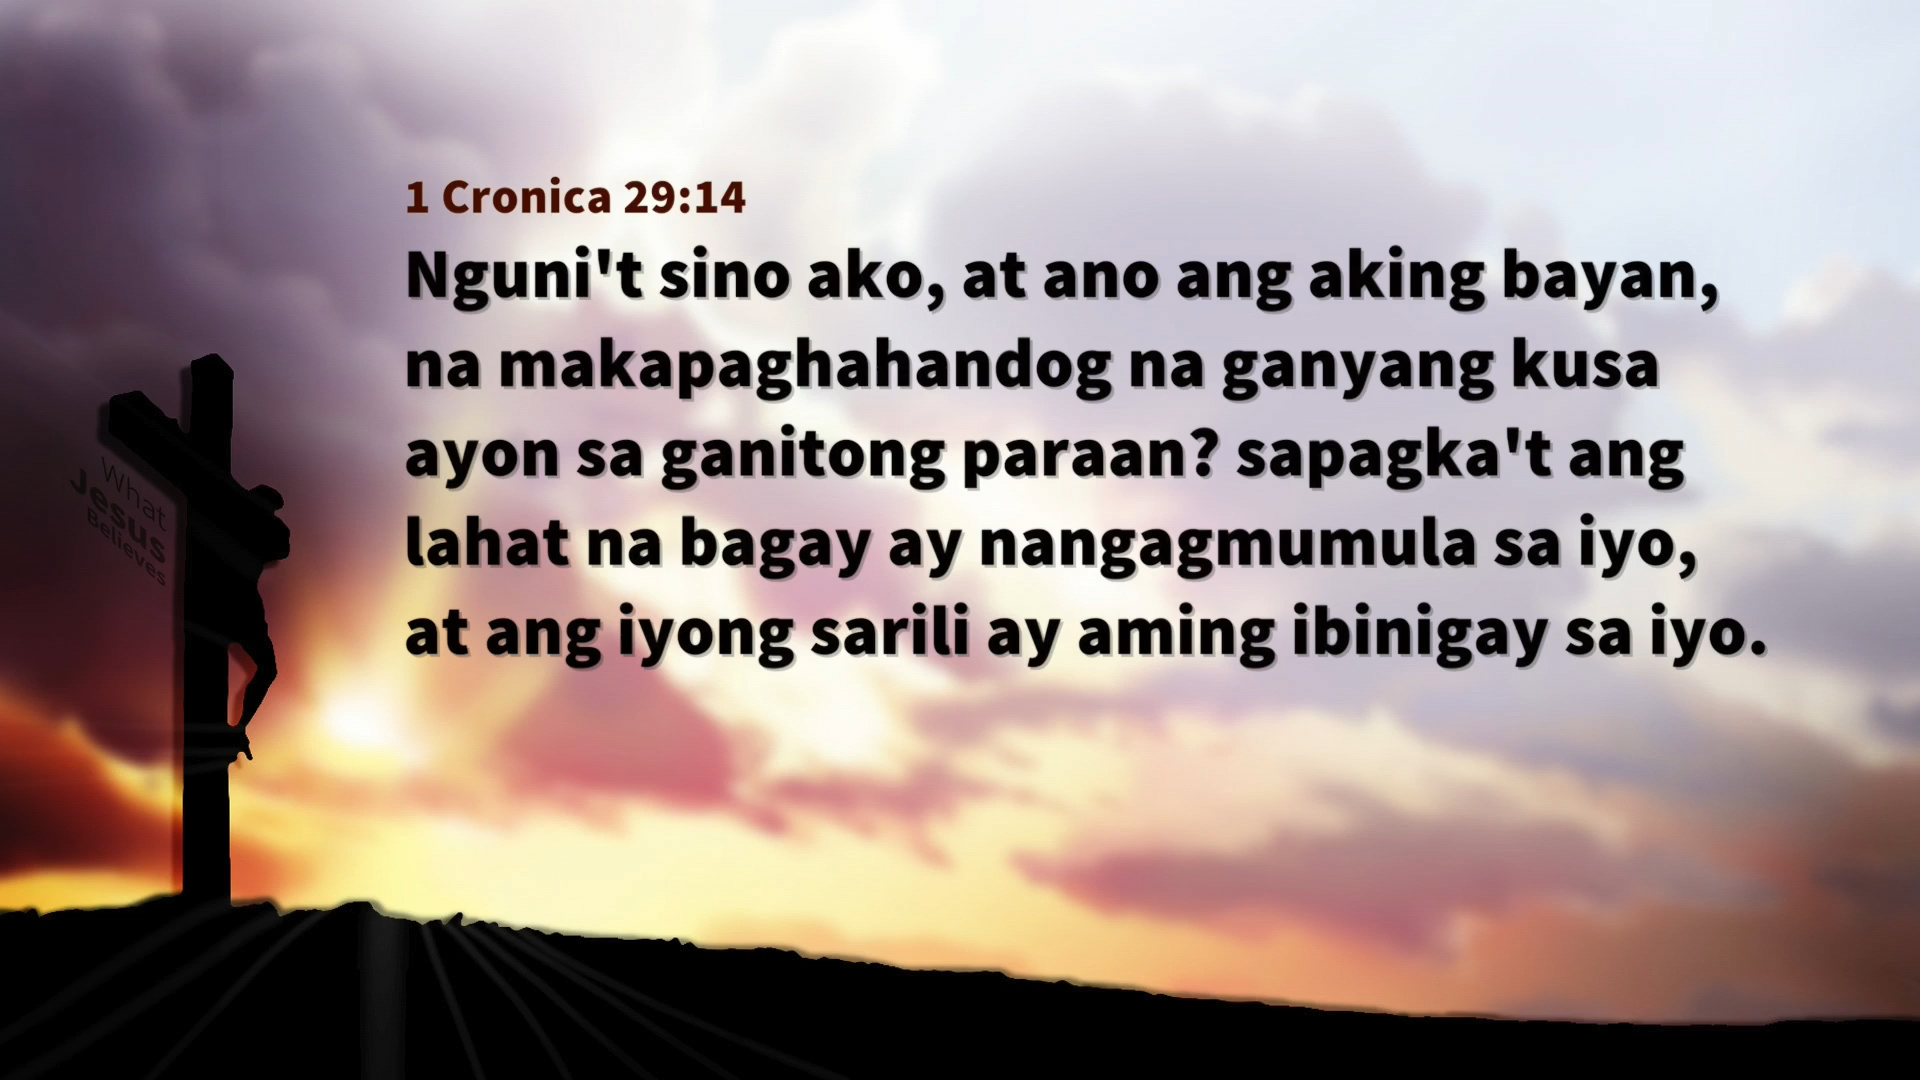 1 Cronica 29:14
Nguni't sino ako, at ano ang aking bayan,
na makapaghahandog na ganyang kusa
ayon sa ganitong paraan? sapagka't ang
lahat na bagay ay nangagmumula sa iyo,
at ang iyong sarili ay aming ibinigay sa iyo.
What
Jesus
Believes